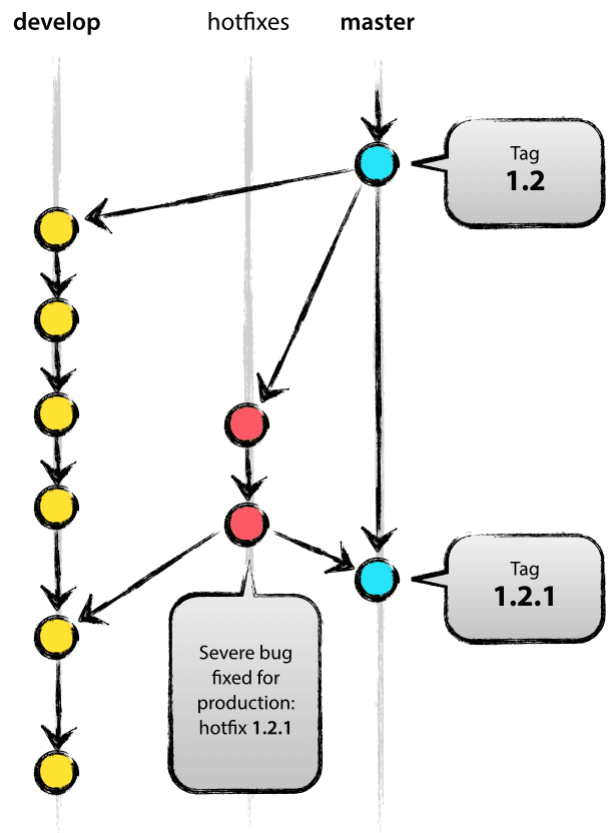 develop
hotfixes
master
Tag
1.2
Tag
1.2.1
Severe bug
fixed for
production:
hotfix 1.2.1